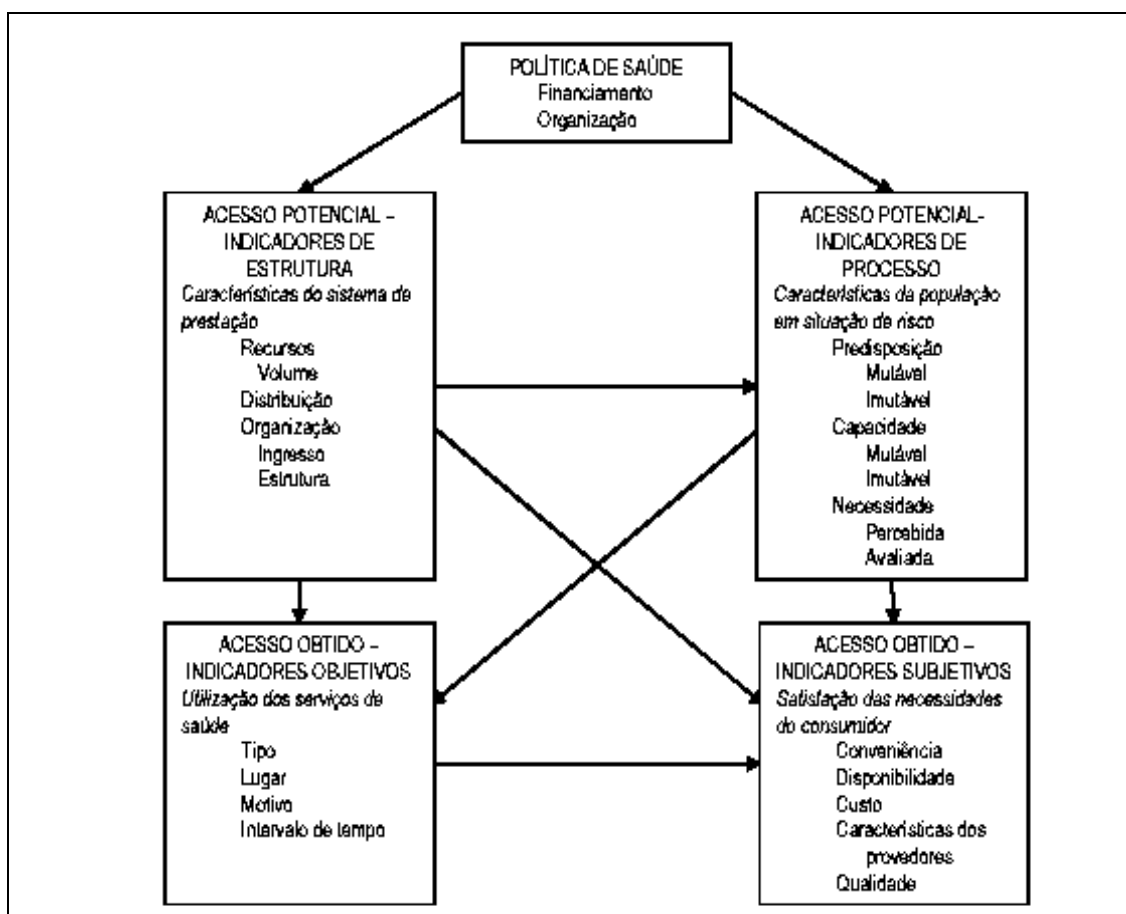 POLÍTICA DE SAÚDE
Financiamento
Organização
ACESSO POTENCIAL –
INDICADORES DE
ESTRUTURA
Características do sistema de
prestação
Recursos
Volume
Distribuição
Organização
Ingresso
Estrutura
ACESSO POTENCIAL-
INDICADORES DE
PROCESSO
Características da população
em situação de risco
Predisposição
Mutável
Imutável
Capacidade
Mutável
Imutável
Necessidade
Percebida
Avaliada
ACESSO OBTIDO –
INDICADORES OBJETIVOS
Utilização dos serviços de
saúde
Tipo
Lugar
Motivo
Intervalo de tempo
ACESSO OBTIDO –
INDICADORES SUBJETIVOS
Satisfação das necessidades
do consumidor
Conveniência
Disponibilidade
Custo
Características dos
provedores
Qualidade